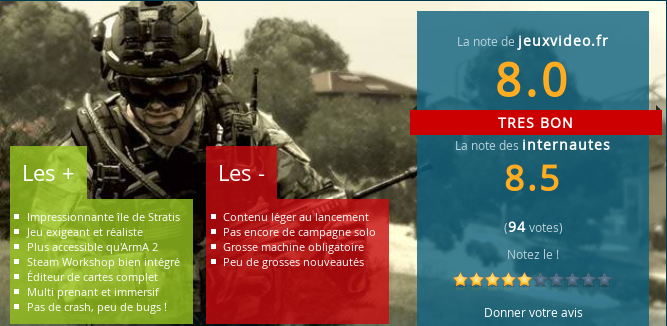 Les +
Impressionnante île de Stratis
Jeu exigeant et réaliste
Plus accessible qu'ArmA 2
Steam Workshop bien intégré
Éditeur de cartes complet
Multi prenant et immersif
Pas de crash, peu de bugs !
Les -
Contenu léger au lancement
Pas encore de campagne solo
Grosse machine obligatoire
Peu de grosses nouveautés
La note de jeuxvideo.fr
8.0
TRES BON
La note des internautes
8.5
(94 votes)
Notez le !
Donner votre avis